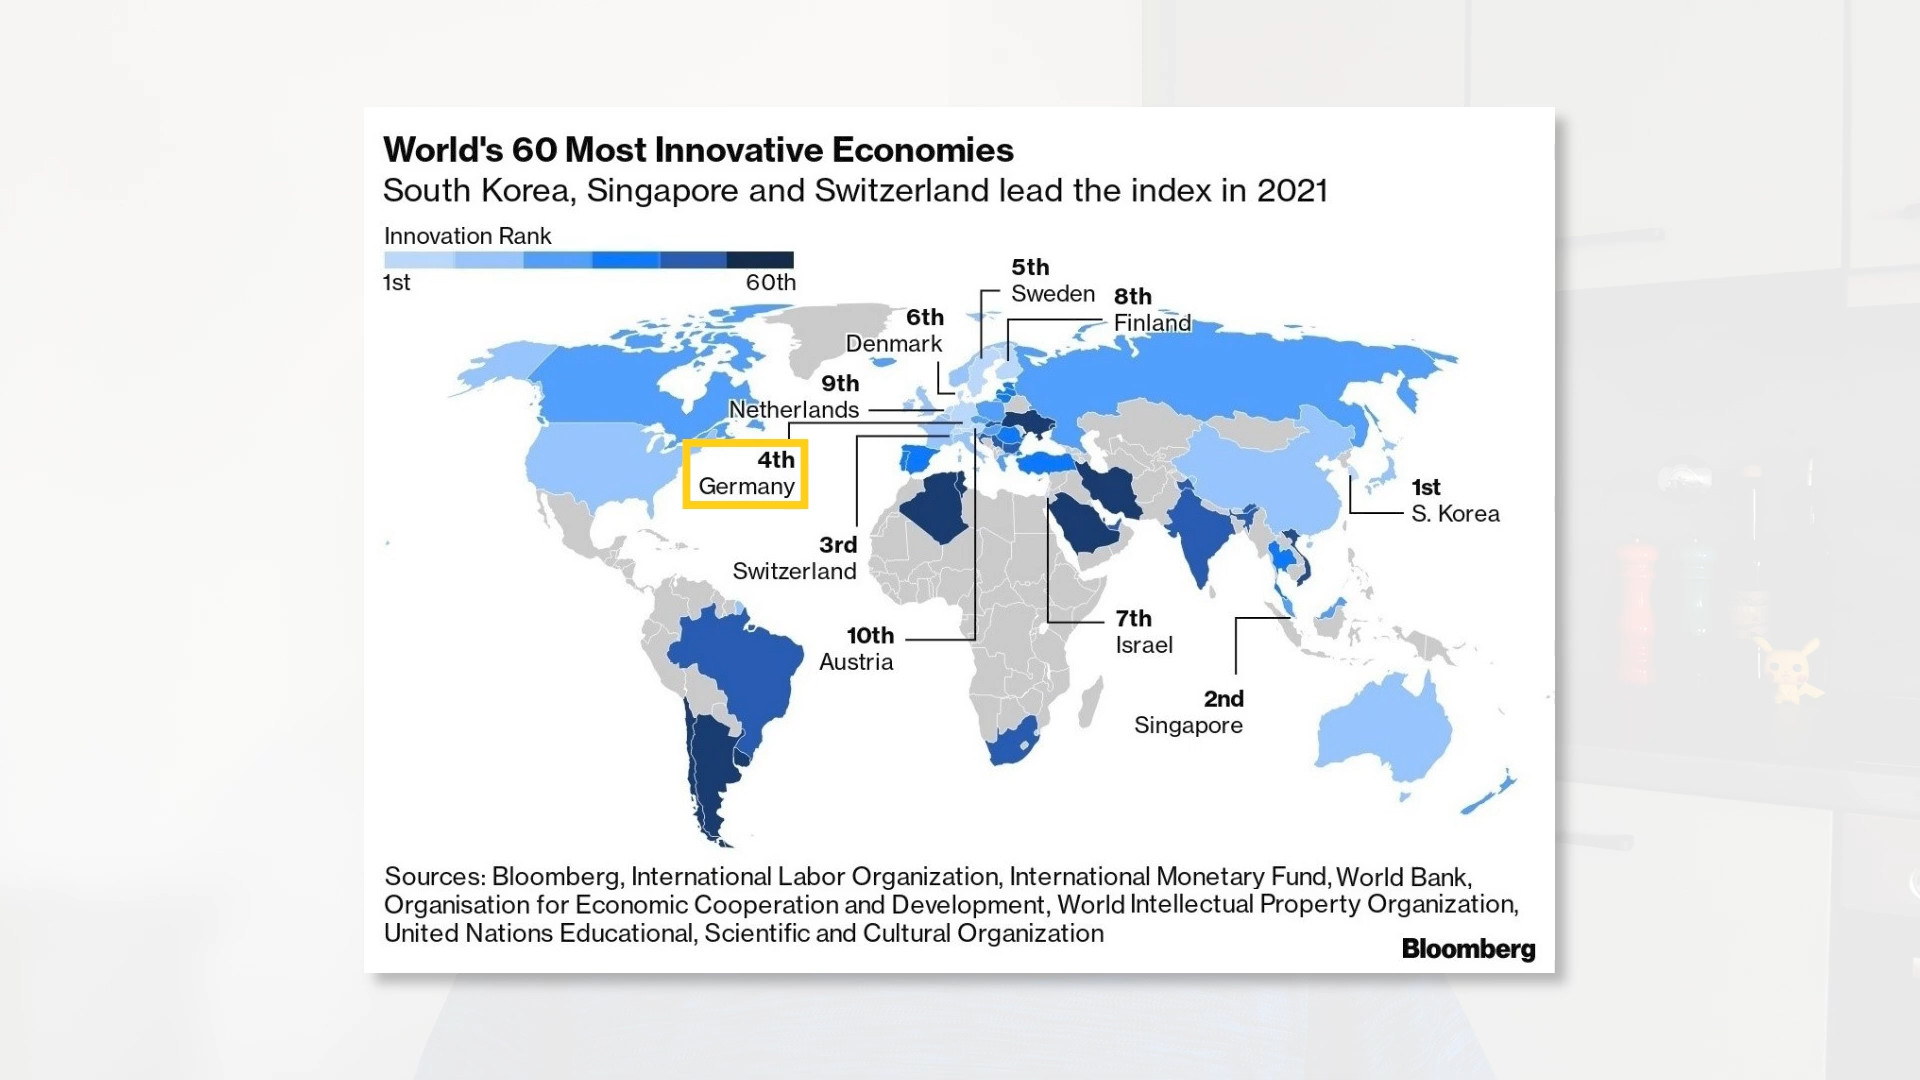 World's 60 Most Innovative Economies
South Korea, Singapore and Switzerland lead the index in 2021
Innovation Rank
1st
60th
5th
Sweden
8th
Finland
6th
Denmark
9th
Netherlands
4th
Germany
1st
S. Korea
3rd
Switzerland
7th
Israel
10th
Austria
2nd
Singapore
Sources: Bloomberg, International Labor Organization, International Monetary Fund, World Bank,
Organisation for Economic Cooperation and Development, World Intellectual Property Organization,
United Nations Educational, Scientific and Cultural Organization
Bloomberg